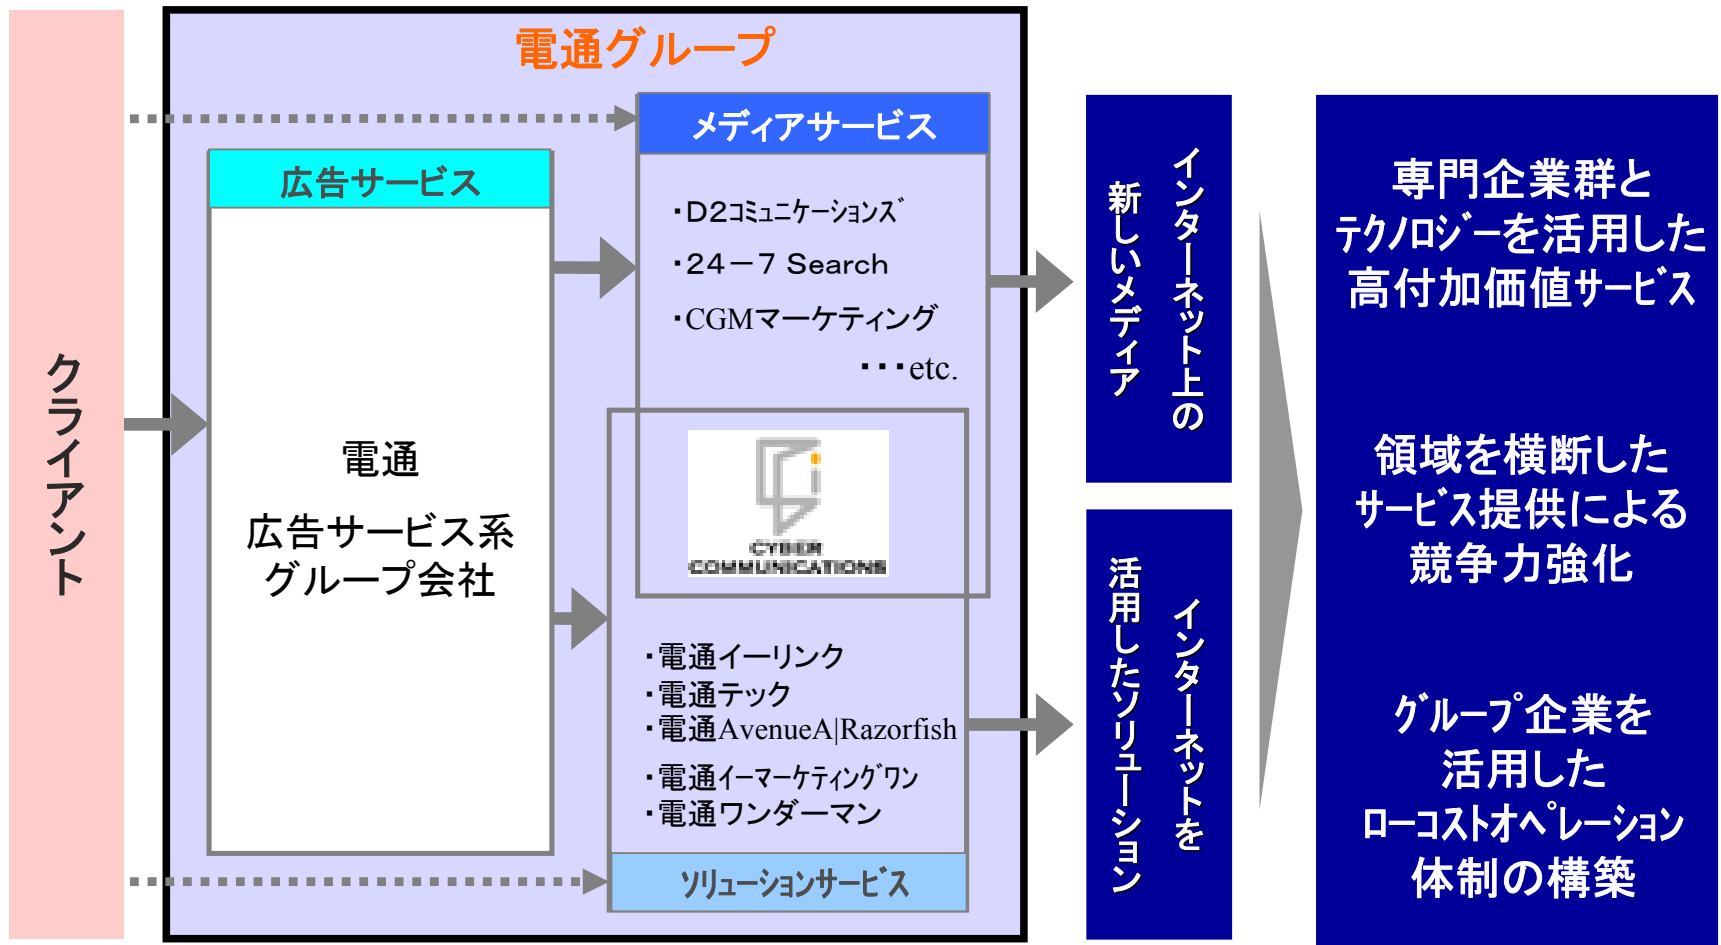 クライアント
電通グループ
広告サービス
電通
広告サービス系
グループ会社
メディアサービス
・D2コミュニケーションズ
・24－7 Search
・CGMマーケティング
・・・etc.
CYBER
COMMUNICATIONS
・電通イーリンク
・電通テック
・電通AvenueA|Razorfish
・電通イーマーケティングワン
・電通ワンダーマン
ソリューションサービス
インターネット上の
新しいメディア
インターネットを
活用したソリューション
専門企業群と
テクノロジーを活用した
高付加価値サービス
領域を横断した
サービス提供による
競争力強化
グループ企業を
活用した
ローコストオペレーション
体制の構築